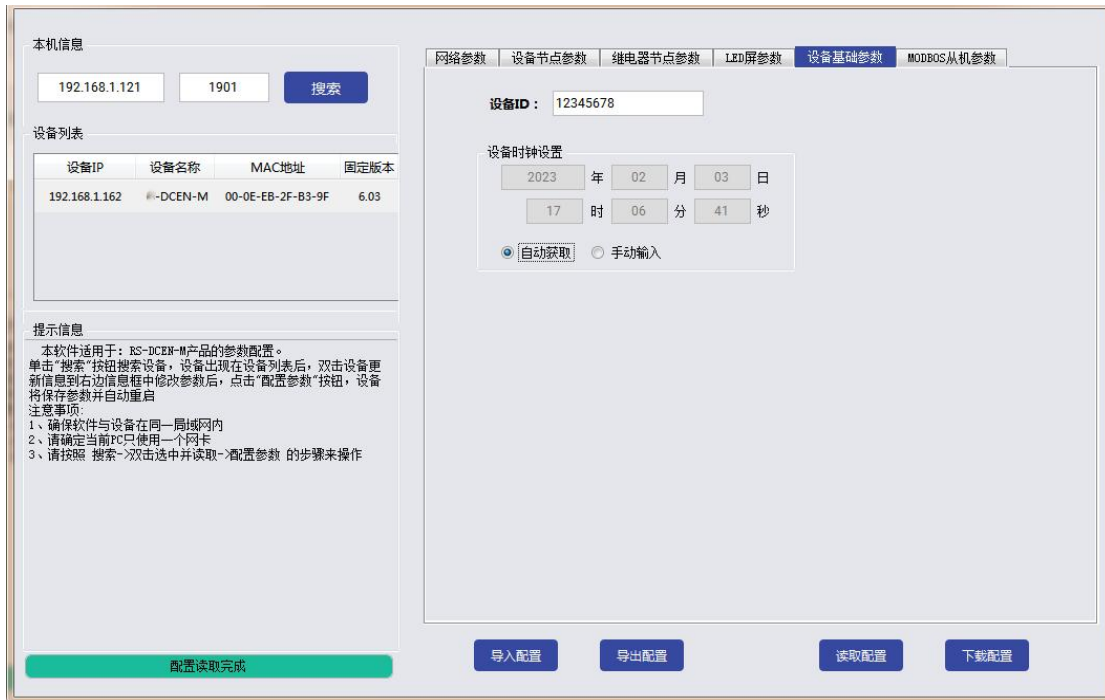 本机信息
192.168.1.121 1901 搜索
设备列表
设备IP 设备名称 MAC地址 固定版本
192.168.1.162 -DCEN-M 00-0E-EB-2F-B3-9F 6.03
提示信息
本软件适用于：RS-DCEN-M产品的参数配置。
单击"搜索"按钮搜索设备，设备出现在设备列表后，双击设备更
新信息到右边信息框中修改参数后，点击"配置参数"按钮，设备
将保存参数并自动重启
注意事项:
1、确保软件与设备在同一局域网内
2、请确定当前PC只使用一个网卡
3、请按照 搜索->双击选中并读取->配置参数 的步骤来操作
配置读取完成
网络参数 设备节点参数 继电器节点参数 LED屏参数 设备基础参数 MODBOS从机参数
设备ID： 12345678
设备时钟设置
2023 年 02 月 03 日
17 时 06 分 41 秒
自动获取 手动输入
导入配置 导出配置 读取配置 下载配置